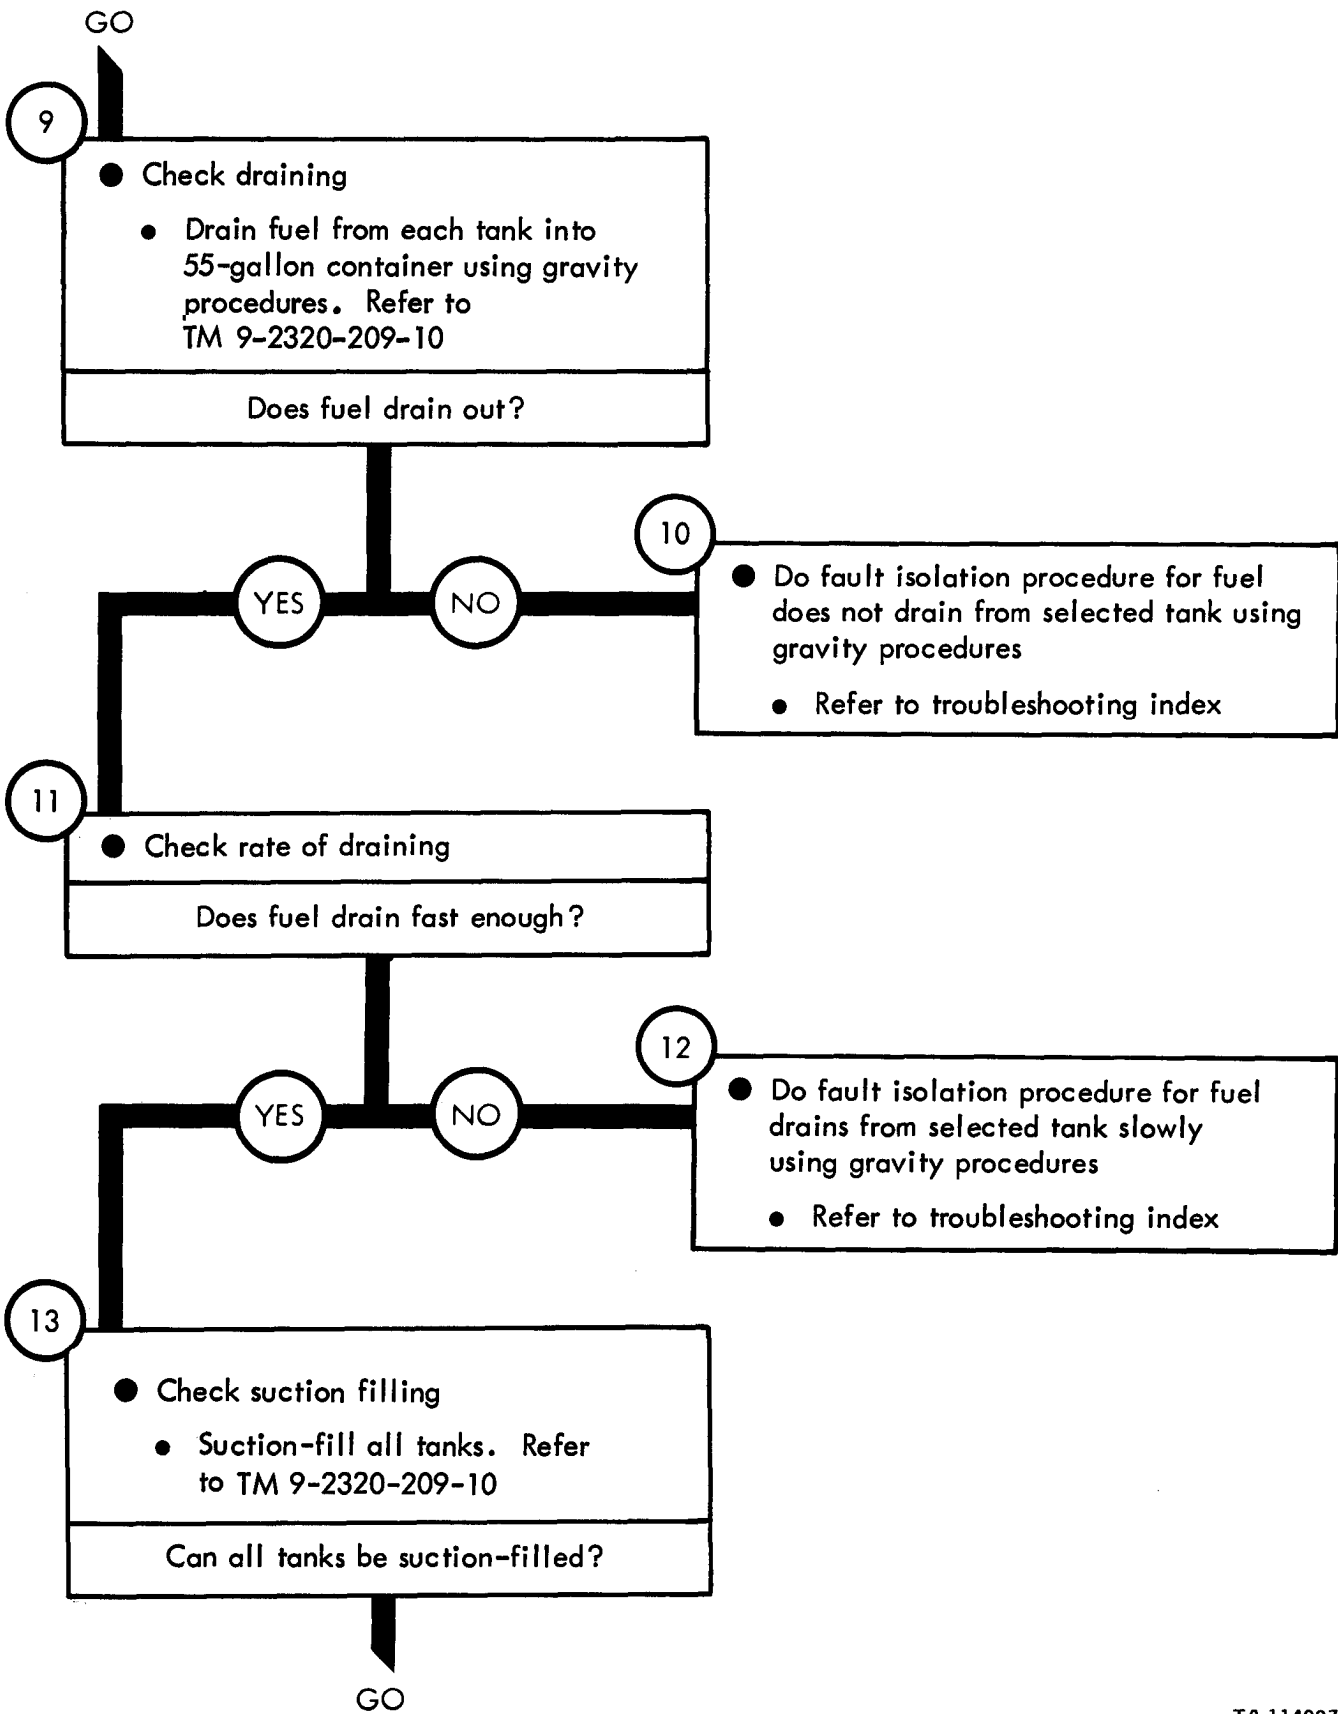 GO
9
● Check draining
● Drain fuel from each tank into
55-gallon container using gravity
procedures. Refer to
TM 9-2320-209-10
Does fuel drain out?
YES
NO
10
● Do fault isolation procedure for fuel
does not drain from selected tank using
gravity procedures
● Refer to troubleshooting index
11
● Check rate of draining
Does fuel drain fast enough?
YES
NO
12
● Do fault isolation procedure for fuel
drains from selected tank slowly
using gravity procedures
● Refer to troubleshooting index
13
● Check suction filling
● Suction-fill all tanks. Refer
to TM 9-2320-209-10
Can all tanks be suction-filled?
GO